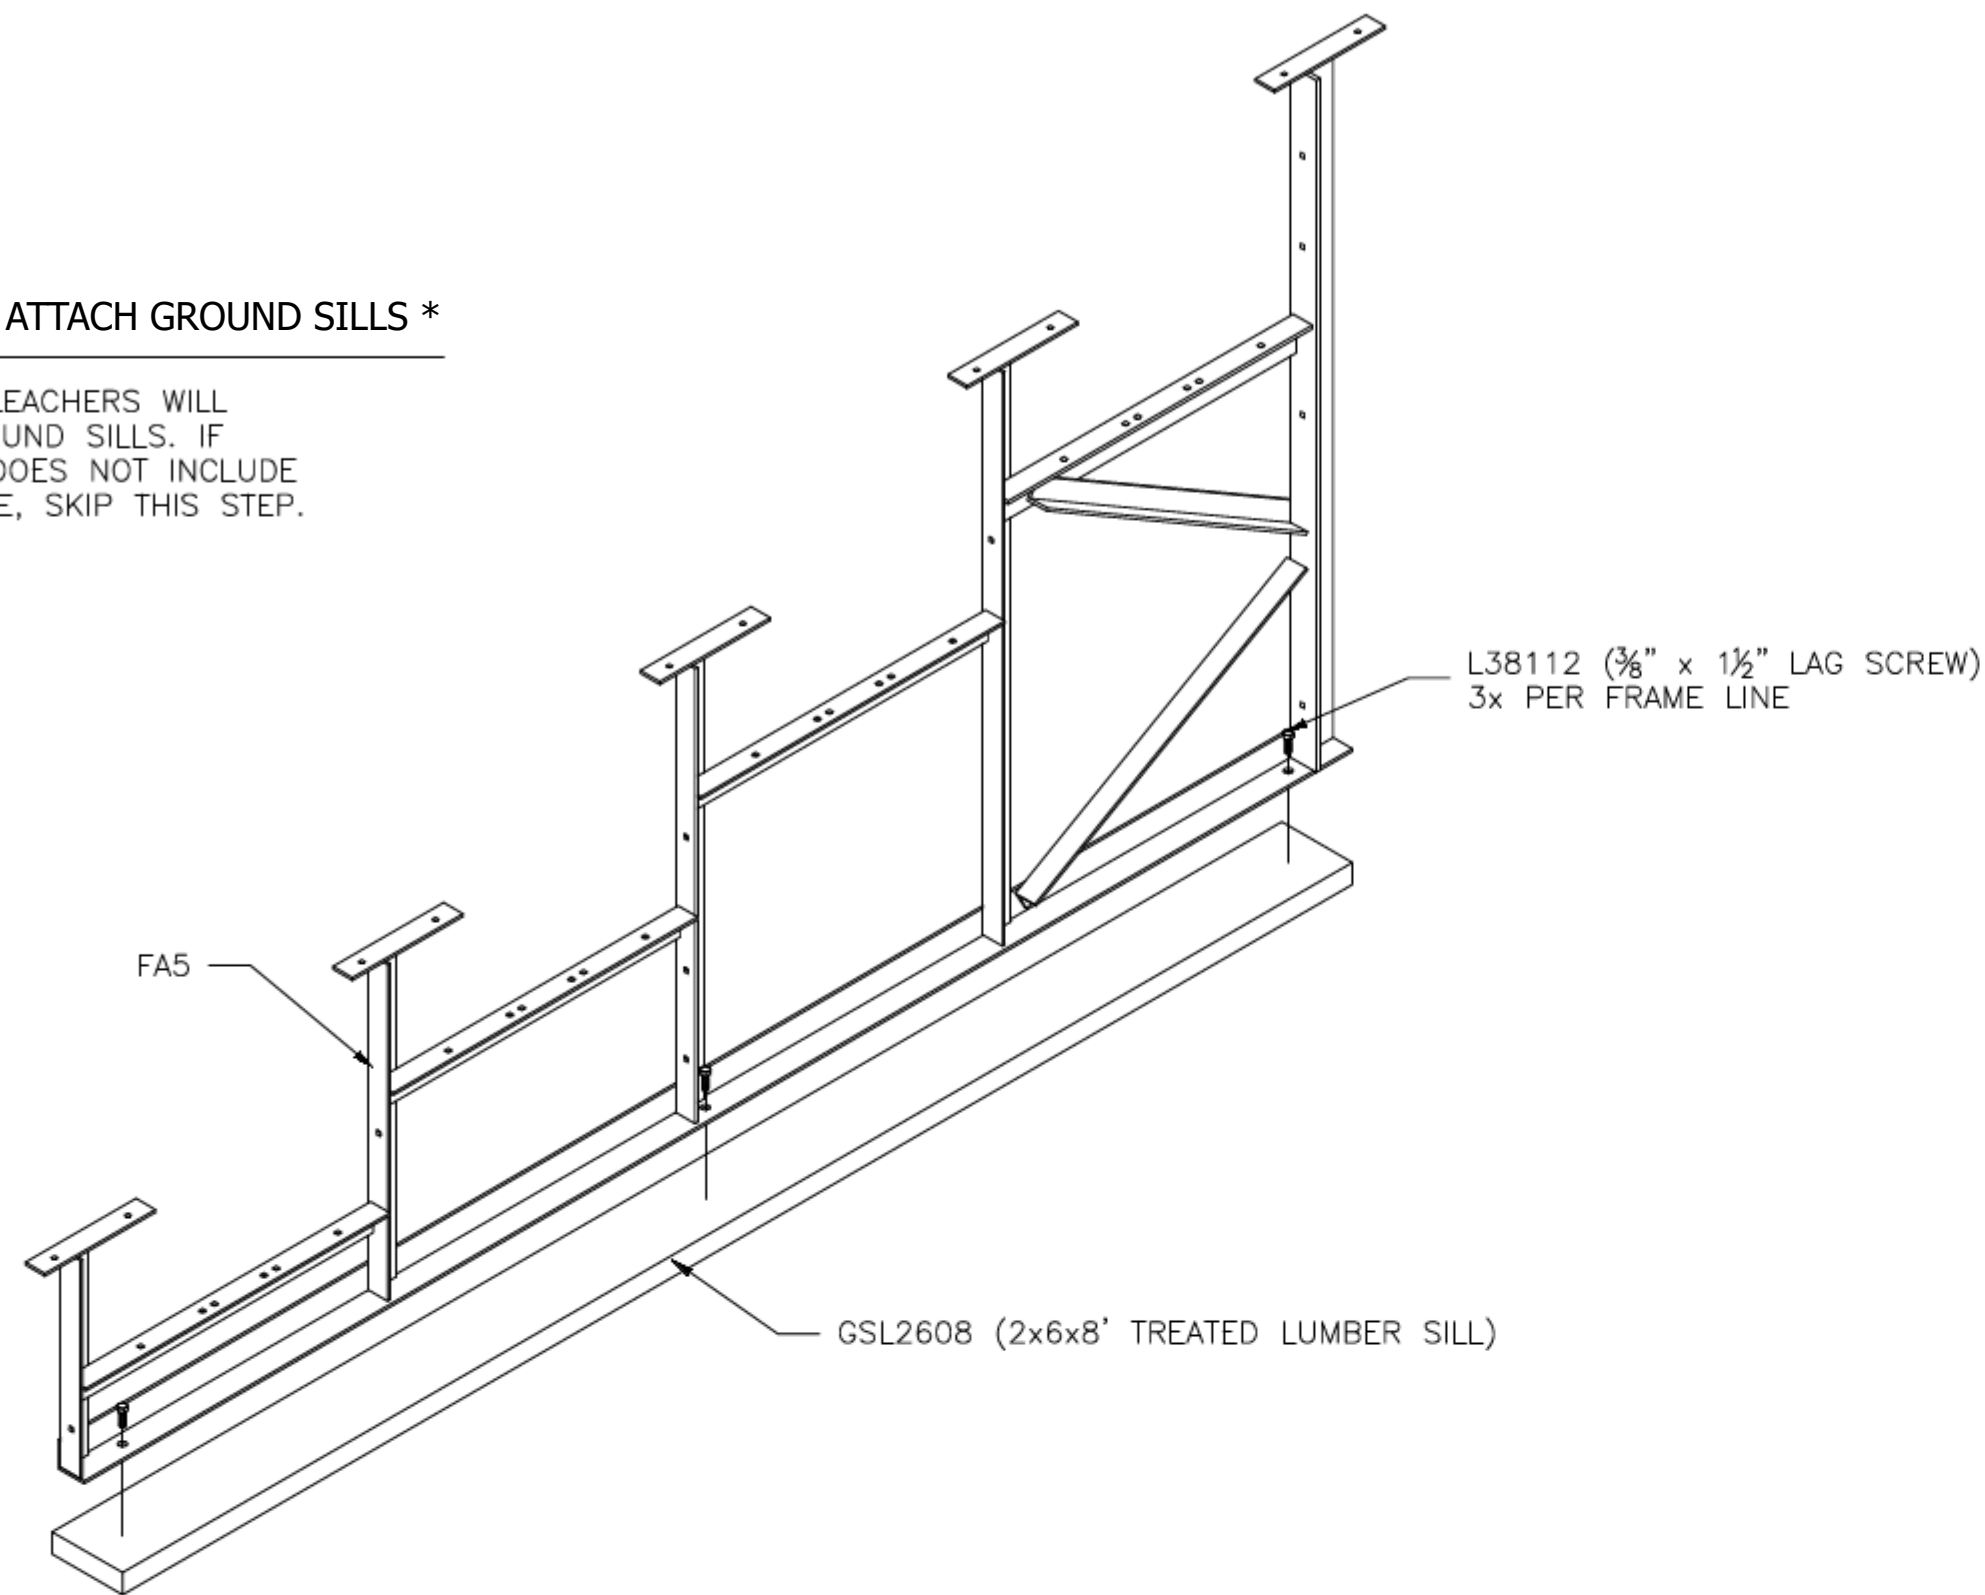 ATTACH GROUND SILLS *
LEACHERS WILL
UND SILLS. IF
DOES NOT INCLUDE
E, SKIP THIS STEP.
L38112 (⅜" x 1½" LAG SCREW)
3x PER FRAME LINE
FA5
GSL2608 (2x6x8' TREATED LUMBER SILL)